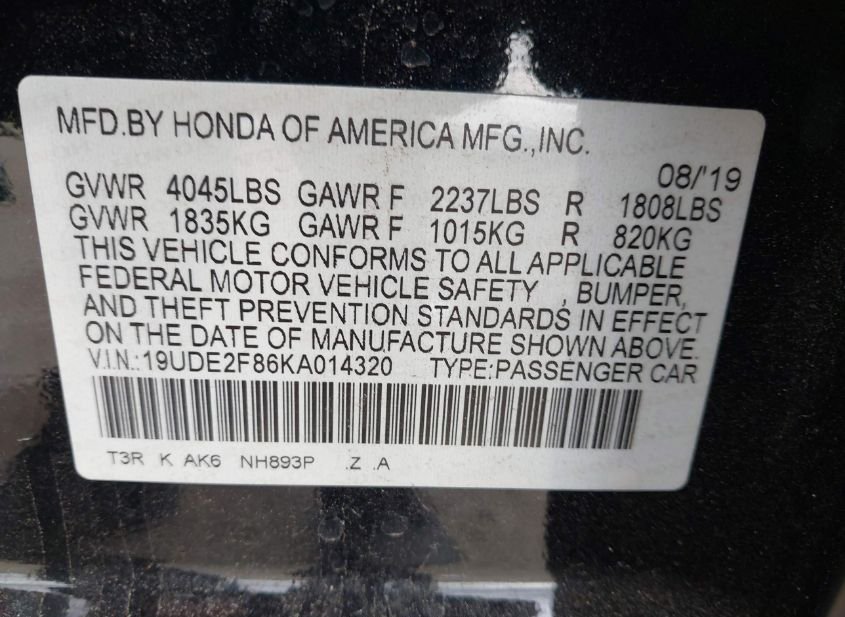 MFD.BY HONDA OF AMERICA MFG.,INC.
08/'19
GVWR 4045LBS GAWR F 2237LBS R 1808LBS
GVWR 1835KG GAWR F 1015KG R 820KG
THIS VEHICLE CONFORMS TO ALL APPLICABLE
FEDERAL MOTOR VEHICLE SAFETY , BUMPER,
AND THEFT PREVENTION STANDARDS IN EFFECT
ON THE DATE OF MANUFACTURE SHOWN ABOVE.
V.I.N.:19UDE2F86KA014320 TYPE:PASSENGER CAR
T3R K AK6 NH893P .Z .A